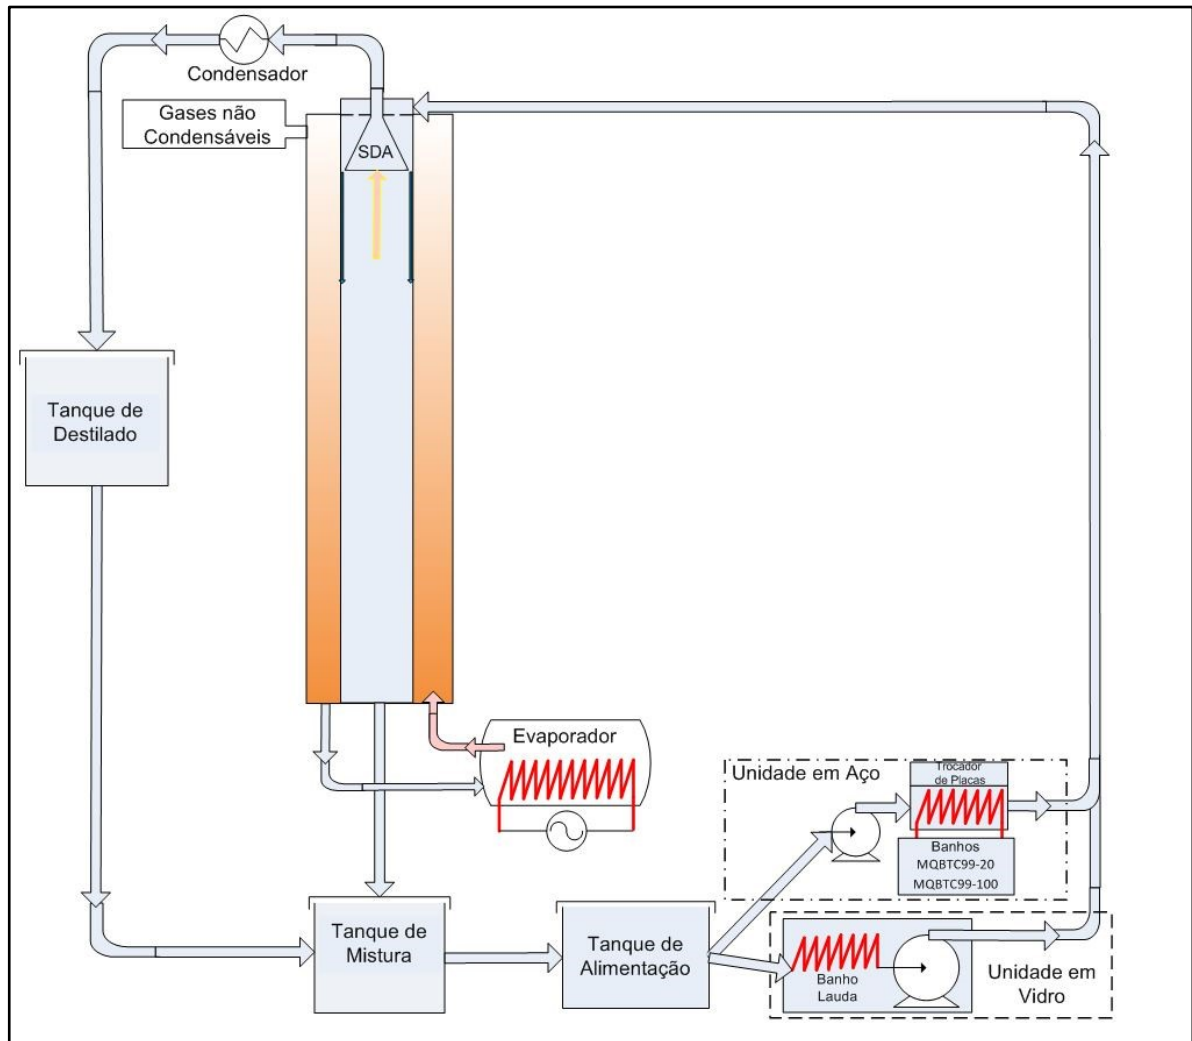 Condensador
Gases não
Condensáveis
SDA
Tanque de
Destilado
Evaporador
Unidade em Aço
Trocador
de Placas
Banhos
MQBTC99-20
MQBTC99-100
Tanque de
Mistura
Tanque de
Alimentação
Banho
Lauda
Unidade em
Vidro